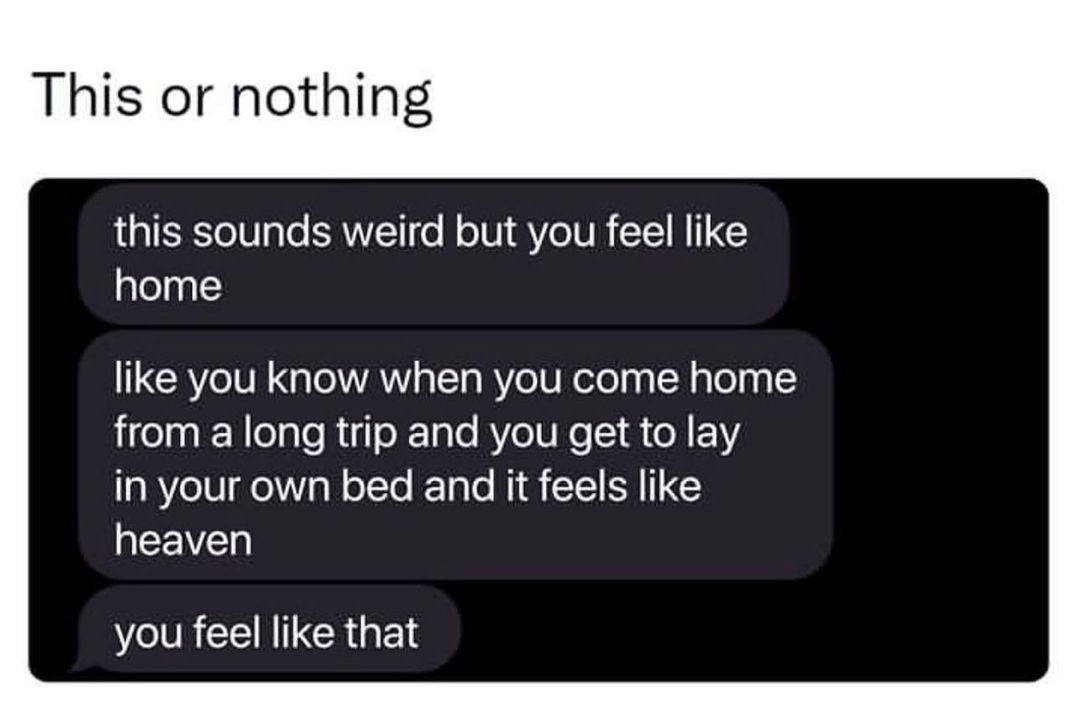 This or nothing
this sounds weird but you feel like
home
like you know when you come home
from a long trip and you get to lay
in your own bed and it feels like
heaven
you feel like that